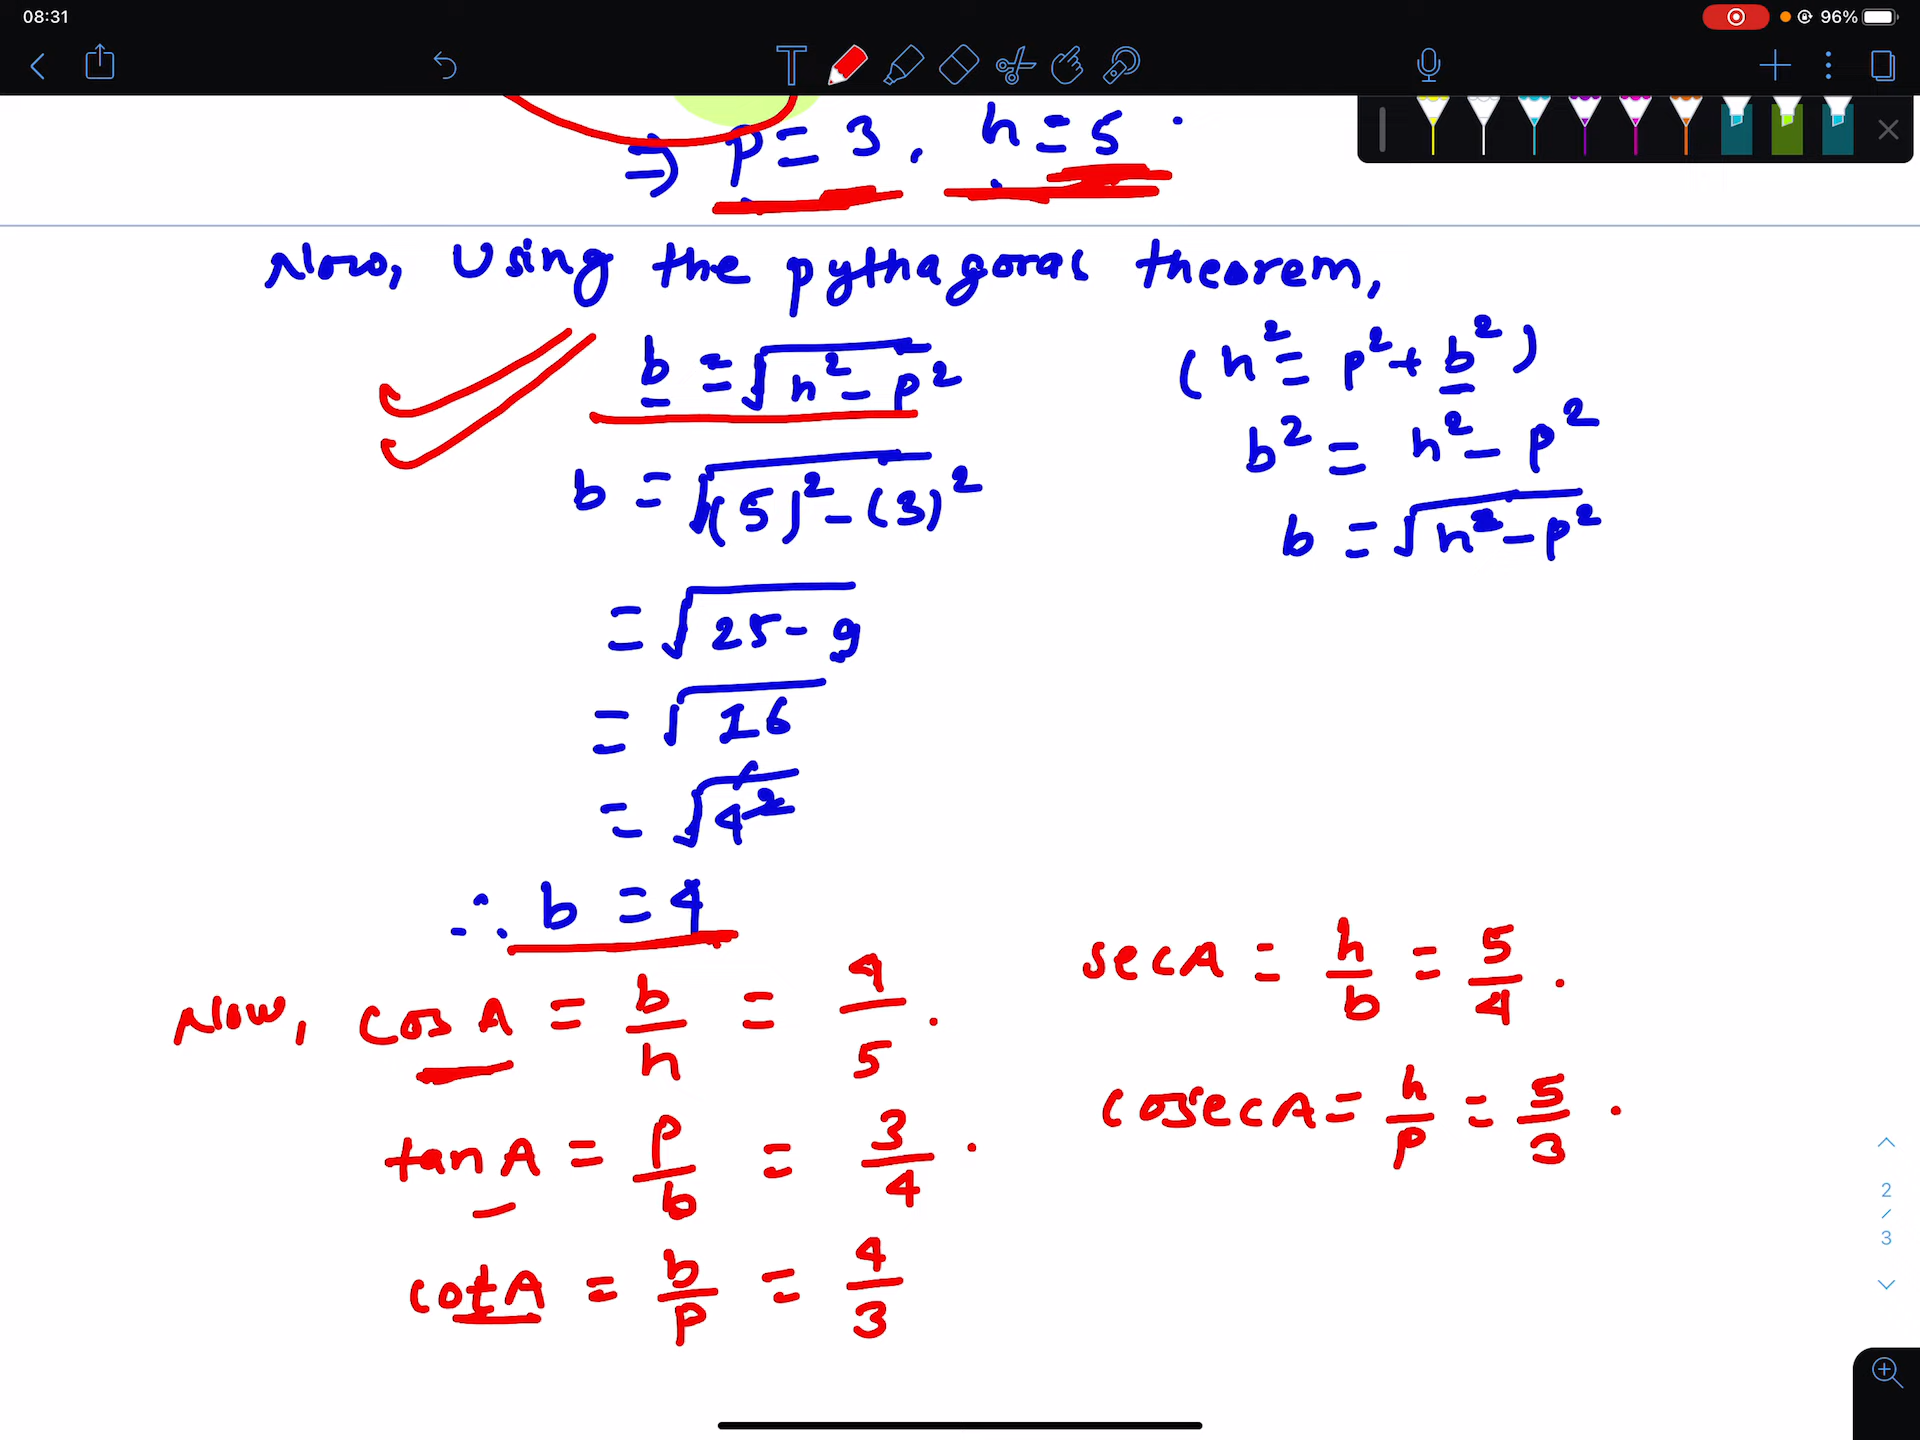 08:31
96%
⇒ p = 3, h = 5.
Now, Using the pythagoras theorem,
b = √(h² - p²)
(h² = p² + b²)
b² = h² - p²
b = √((5)² - (3)²)
b = √(h² - p²)
= √(25 - 9)
= √16
= √4²
∴ b = 4
Now, cos A = b/h = 4/5.
tan A = p/b = 3/4.
cot A = b/p = 4/3
sec A = h/b = 5/4.
cosec A = h/p = 5/3.
2
/
3